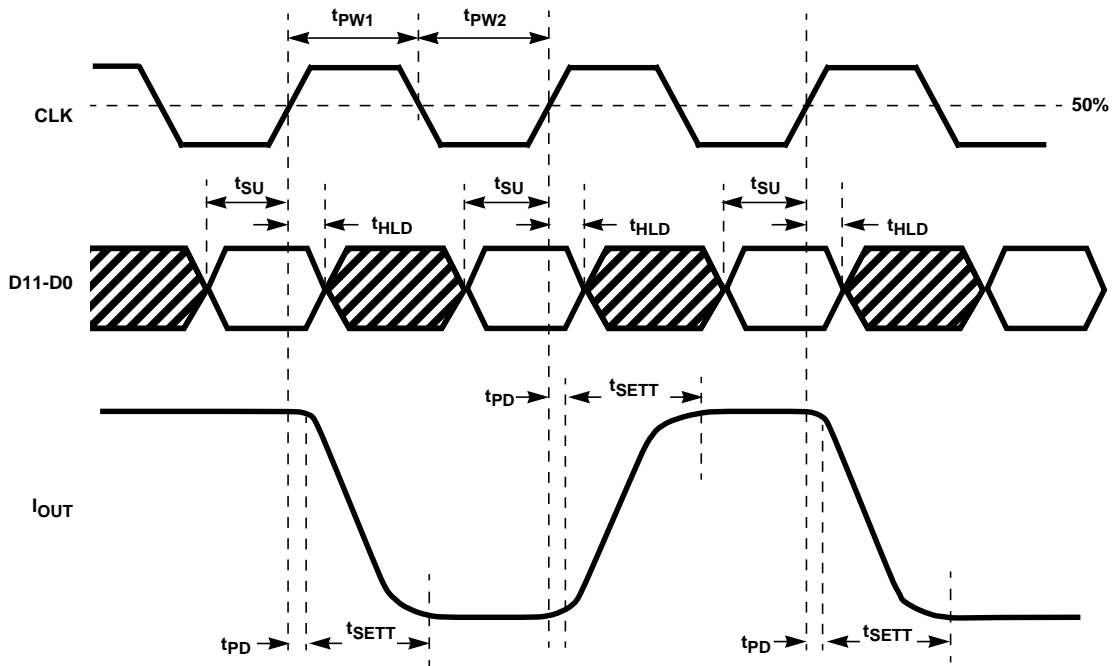 tPW1 tPW2
CLK 50%
tSU tSU tSU
tHLD tHLD tHLD
D11-D0
tPD tSETT
IOUT
tPD tSETT tPD tSETT